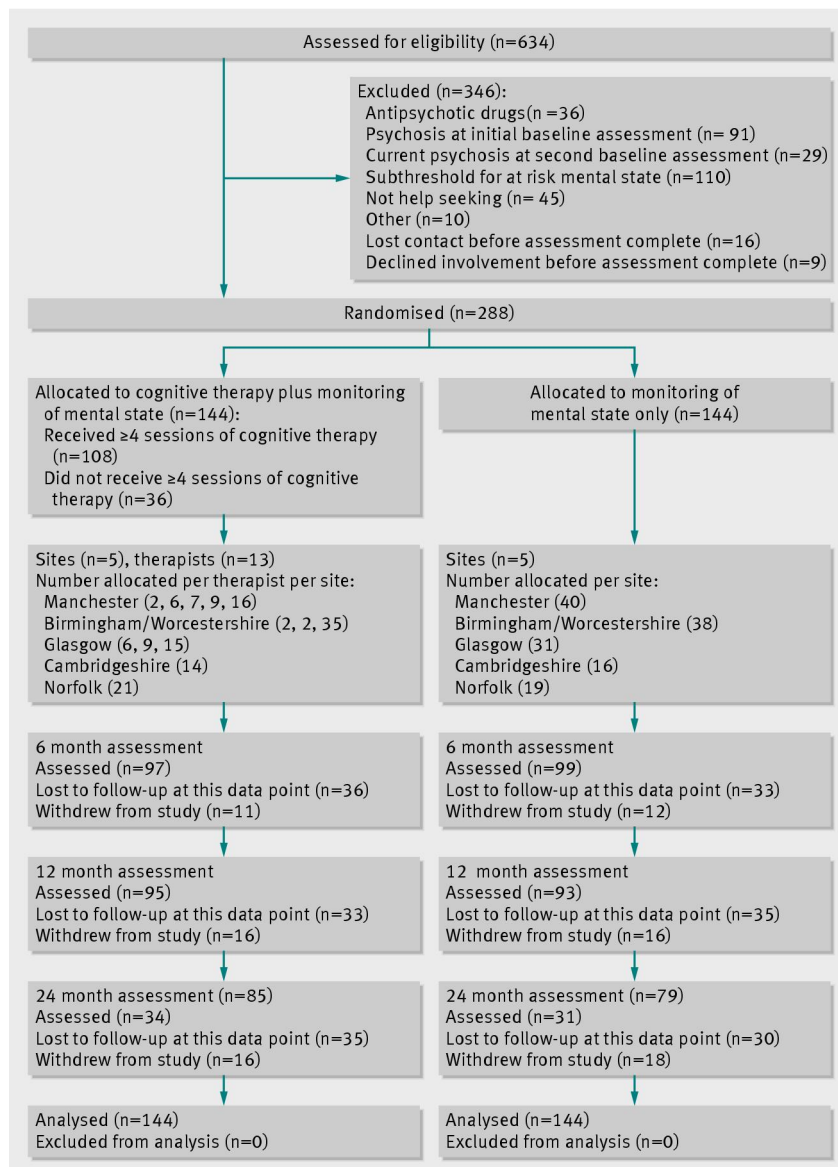 Assessed for eligibility (n=634)
Excluded (n=346):
Antipsychotic drugs(n =36)
Psychosis at initial baseline assessment (n= 91)
Current psychosis at second baseline assessment (n=29)
Subthreshold for at risk mental state (n=110)
Not help seeking (n= 45)
Other (n=10)
Lost contact before assessment complete (n=16)
Declined involvement before assessment complete (n=9)
Randomised (n=288)
Allocated to cognitive therapy plus monitoring
of mental state (n=144):
Received ≥4 sessions of cognitive therapy
(n=108)
Did not receive ≥4 sessions of cognitive
therapy (n=36)
Allocated to monitoring of
mental state only (n=144)
Sites (n=5), therapists (n=13)
Number allocated per therapist per site:
Manchester (2, 6, 7, 9, 16)
Birmingham/Worcestershire (2, 2, 35)
Glasgow (6, 9, 15)
Cambridgeshire (14)
Norfolk (21)
Sites (n=5)
Number allocated per site:
Manchester (40)
Birmingham/Worcestershire (38)
Glasgow (31)
Cambridgeshire (16)
Norfolk (19)
6 month assessment
Assessed (n=97)
Lost to follow-up at this data point (n=36)
Withdrew from study (n=11)
6 month assessment
Assessed (n=99)
Lost to follow-up at this data point (n=33)
Withdrew from study (n=12)
12 month assessment
Assessed (n=95)
Lost to follow-up at this data point (n=33)
Withdrew from study (n=16)
12 month assessment
Assessed (n=93)
Lost to follow-up at this data point (n=35)
Withdrew from study (n=16)
24 month assessment (n=85)
Assessed (n=34)
Lost to follow-up at this data point (n=35)
Withdrew from study (n=16)
24 month assessment (n=79)
Assessed (n=31)
Lost to follow-up at this data point (n=30)
Withdrew from study (n=18)
Analysed (n=144)
Excluded from analysis (n=0)
Analysed (n=144)
Excluded from analysis (n=0)